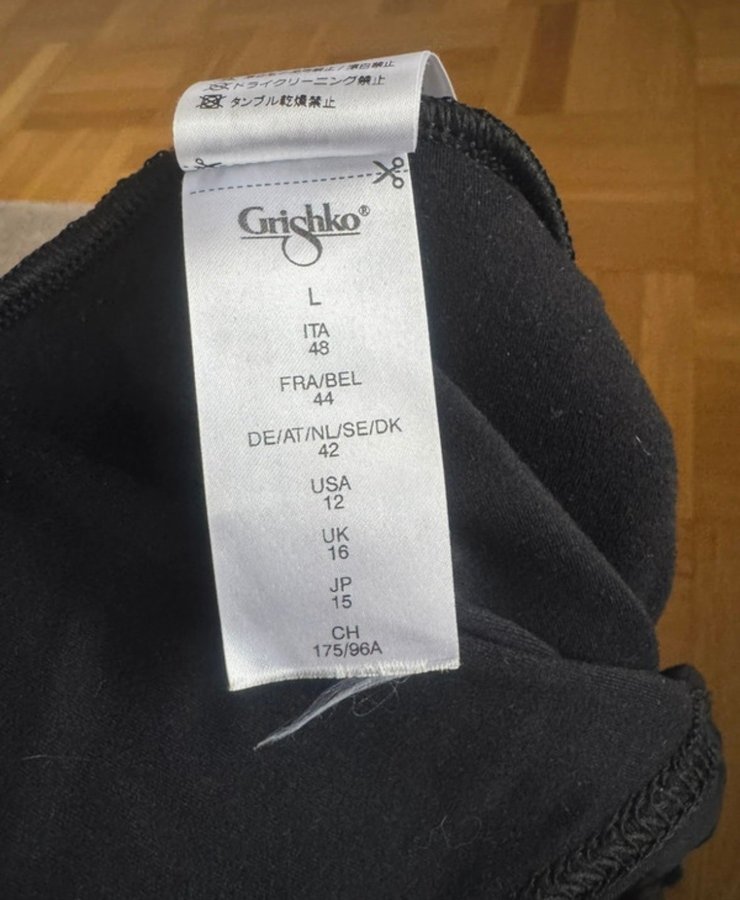 ドライクリーニング禁止
タンブル乾燥禁止
Grishko®
L
ITA
48
FRA/BEL
44
DE/AT/NL/SE/DK
42
USA
12
UK
16
JP
15
CH
175/96A